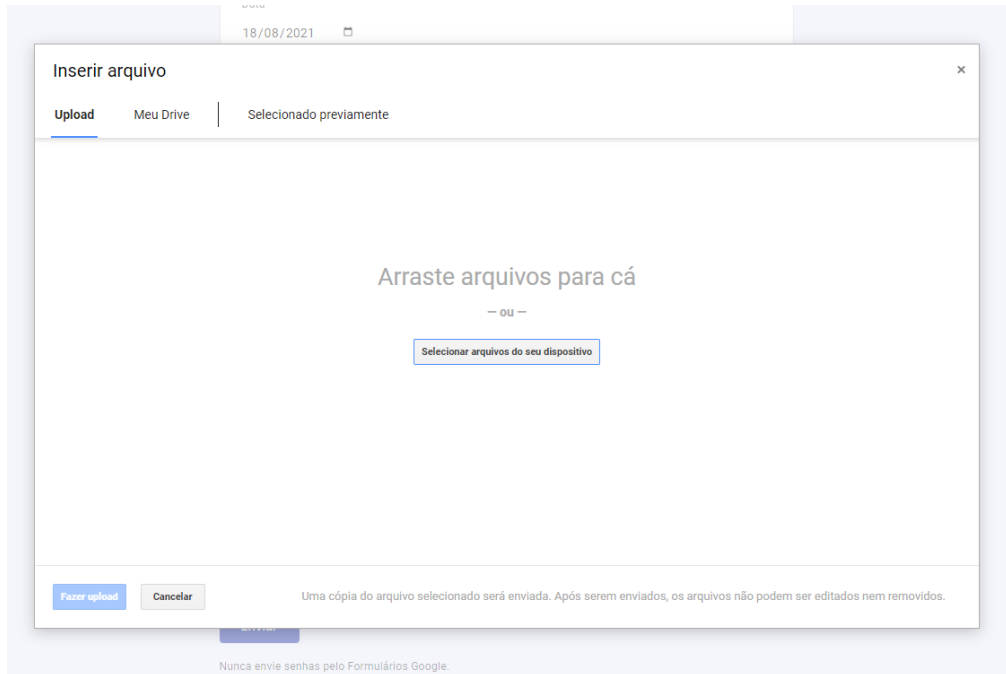 Data
18/08/2021
Inserir arquivo
Upload
Meu Drive
Selecionado previamente
Arraste arquivos para cá
— ou —
Selecionar arquivos do seu dispositivo
Fazer upload
Cancelar
Uma cópia do arquivo selecionado será enviada. Após serem enviados, os arquivos não podem ser editados nem removidos.
Enviar
Nunca envie senhas pelo Formulários Google.